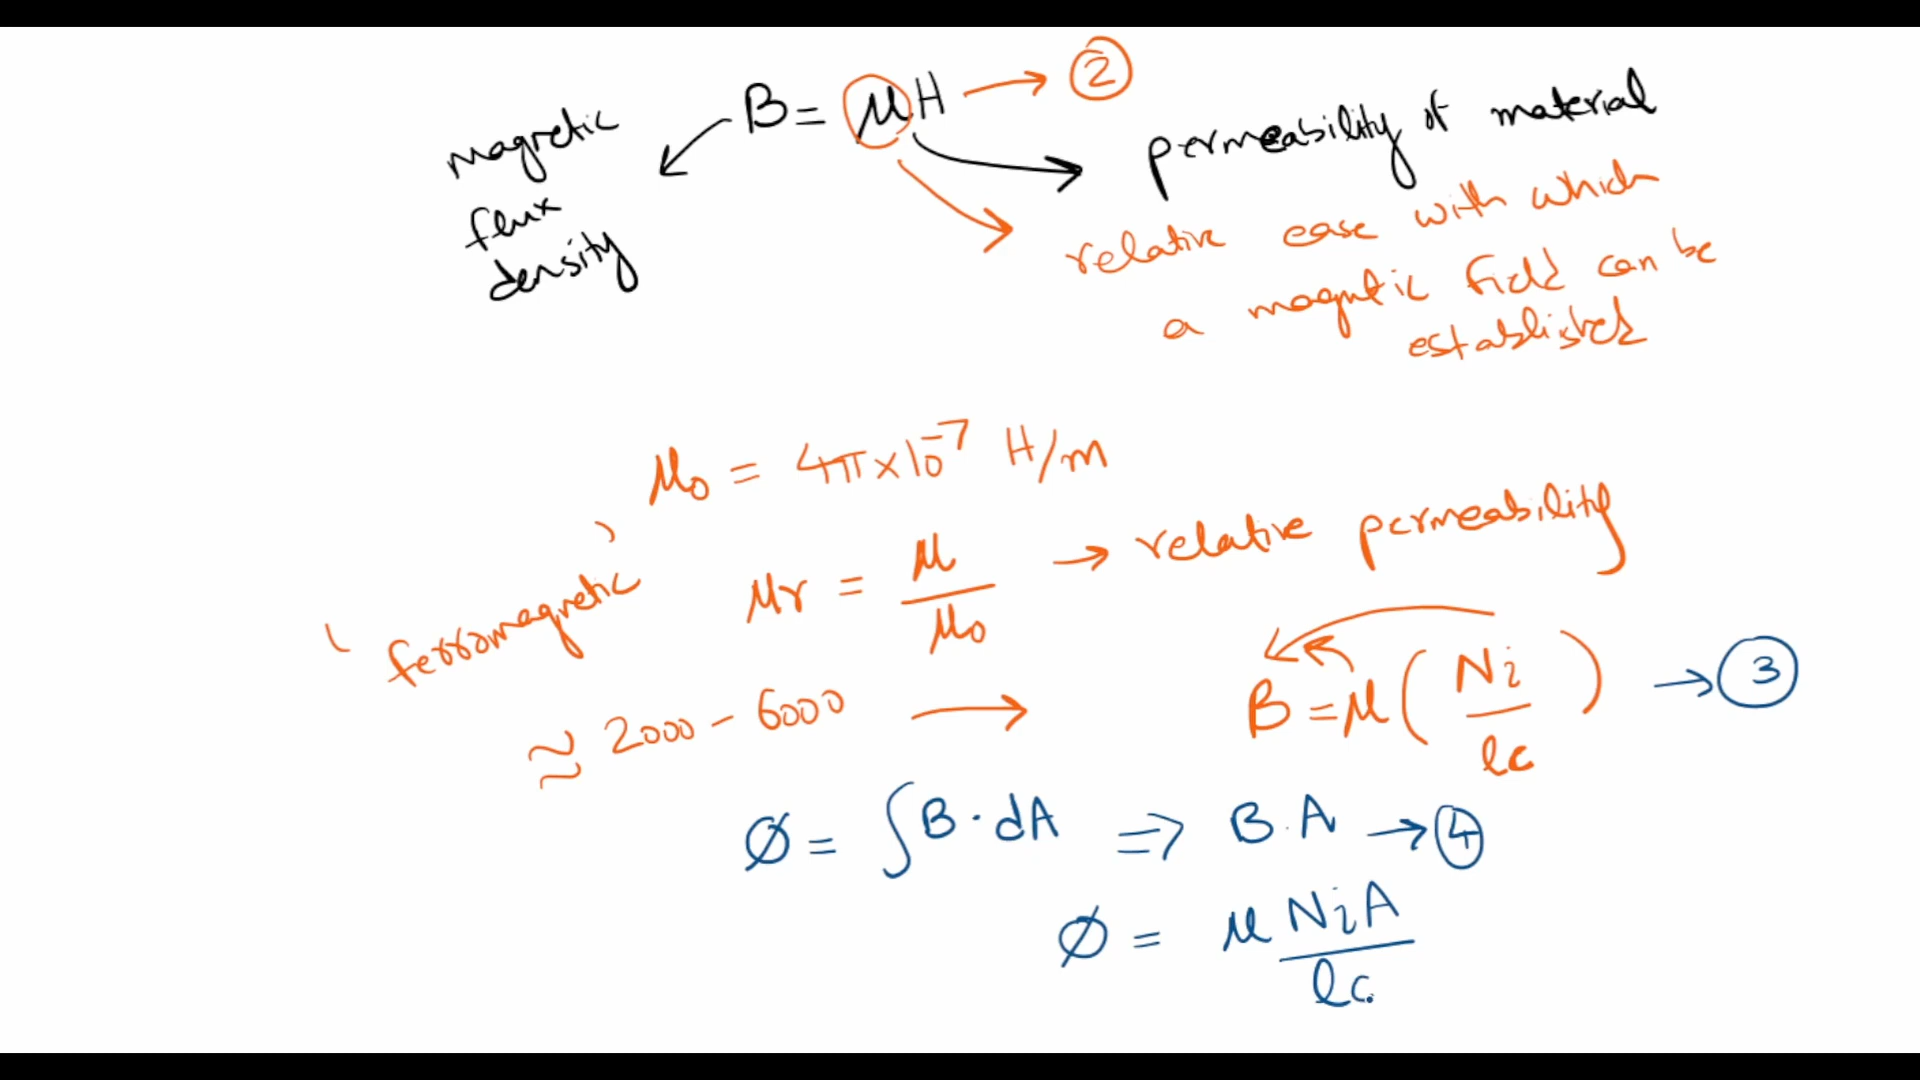 B = μH → ②
magnetic flux density
permeability of material
relative ease with which
a magnetic field can be
established
μ₀ = 4π×10⁻⁷ H/m
μr = μ/μ₀ → relative permeability
(ferromagnetic)
≈ 2000 - 6000 →
B = μ(Ni/lc) → ③
Ø = ∫B·dA ⇒ B.A → ④
Ø = μNiA/lc